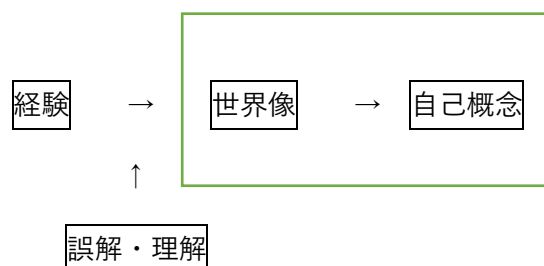 経験 → 世界像 → 自己概念
↑
誤解・理解